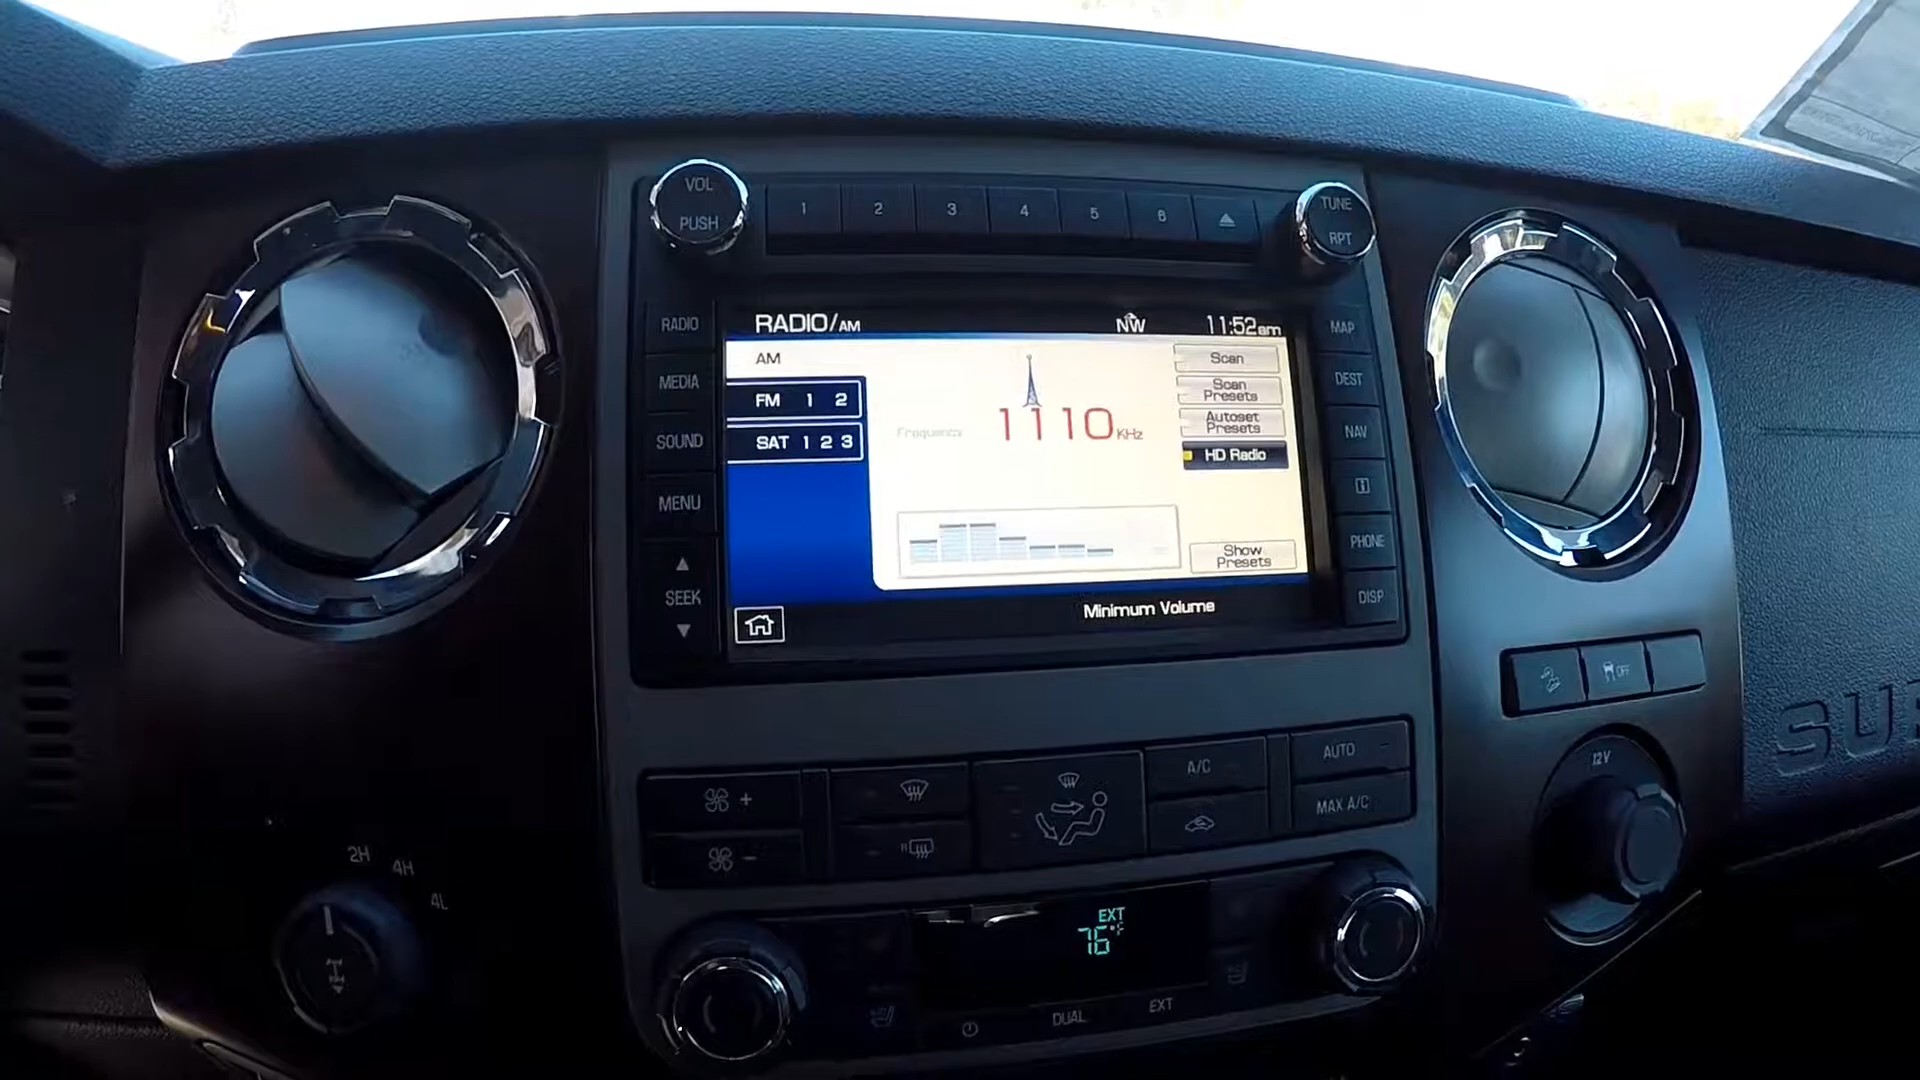 VOL
PUSH
1 2 3 4 5 6
TUNE
RPT
RADIO
MEDIA
SOUND
MENU
SEEK
RADIO/AM NW 11:52am
AM
FM 1 2
SAT 1 2 3
Frequency 1110 KHz
Scan
Scan
Presets
Autoset
Presets
HD Radio
Show
Presets
Minimum Volume
MAP
DEST
NAV
i
PHONE
DISP
OFF
12V
SU
A/C
AUTO
MAX A/C
R
2H
4H
4L
EXT
76°F
DUAL
EXT